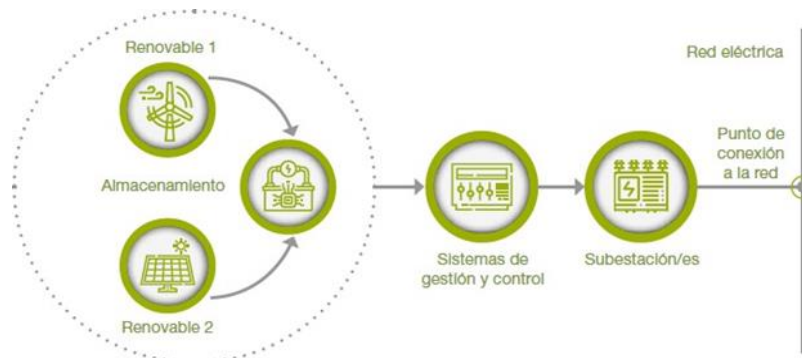 Renovable 1
Almacenamiento
Renovable 2
Sistemas de
gestión y control
Subestación/es
Red eléctrica
Punto de
conexión
a la red